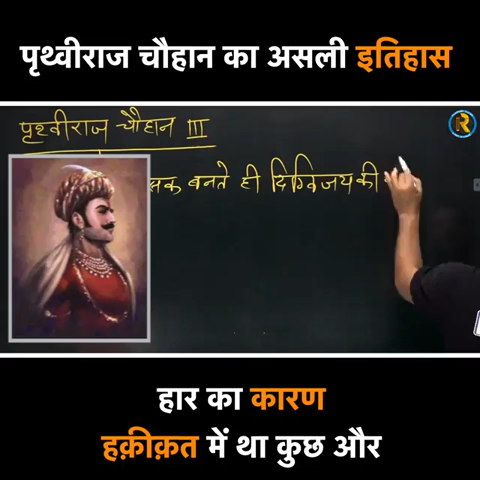 पृथ्वीराज चौहान का असली इतिहास
पृथ्वीराज चौहान III
बनते ही दिग्विजय की
हार का कारण
हक़ीक़त में था कुछ और